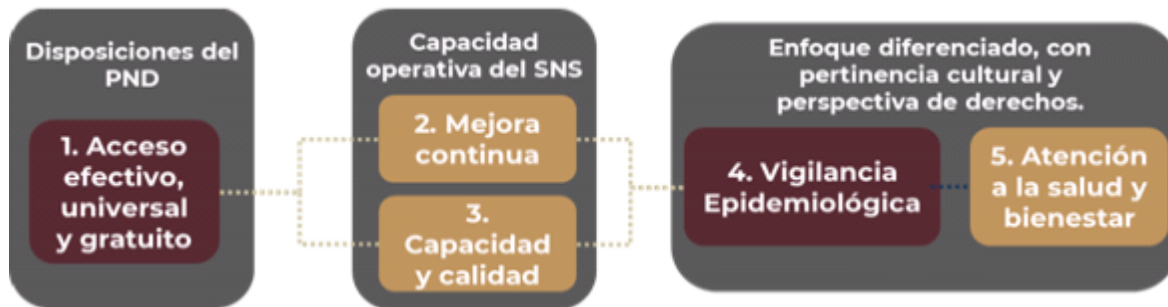 Disposiciones del
PND
1. Acceso
efectivo,
universal
y gratuito
Capacidad
operativa del SNS
2. Mejora
continua
3.
Capacidad
y calidad
Enfoque diferenciado, con
pertinencia cultural y
perspectiva de derechos.
4. Vigilancia
Epidemiológica
5. Atención
a la salud y
bienestar